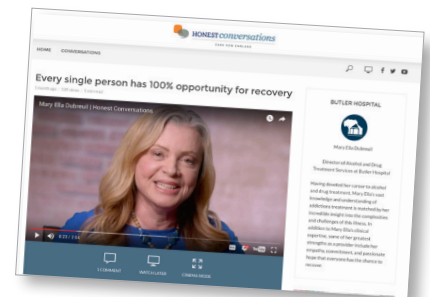 HONEST CONVERSATIONS
HOME CONVERSATIONS
Every single person has 100% opportunity for recovery
Mary Ella Dubreuil | Honest Conversations
YouTube
1 COMMENT WATCH LATER CINEMA MODE
BUTLER HOSPITAL
Mary Ella Dubreuil
Director of Alcohol and Drug
Treatment Services at Butler Hospital
Having devoted her career to alcohol
and drug treatment, Mary Ella's vast
knowledge and understanding of
addictions treatment is matched by her
incredible insight into the complexities
and challenges of this illness. In
addition to Mary Ella's clinical
expertise, some of her greatest
strengths as a provider include her
empathy, commitment, and passionate
hope that everyone has the chance to
recover.